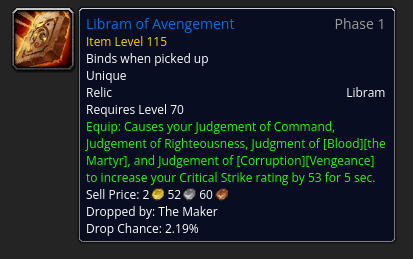 Libram of Avengement Phase 1
Item Level 115
Binds when picked up
Unique
Relic Libram
Requires Level 70
Equip: Causes your Judgement of Command,
Judgement of Righteousness, Judgment of [Blood][the
Martyr], and Judgement of [Corruption][Vengeance]
to increase your Critical Strike rating by 53 for 5 sec.
Sell Price: 2 52 60
Dropped by: The Maker
Drop Chance: 2.19%